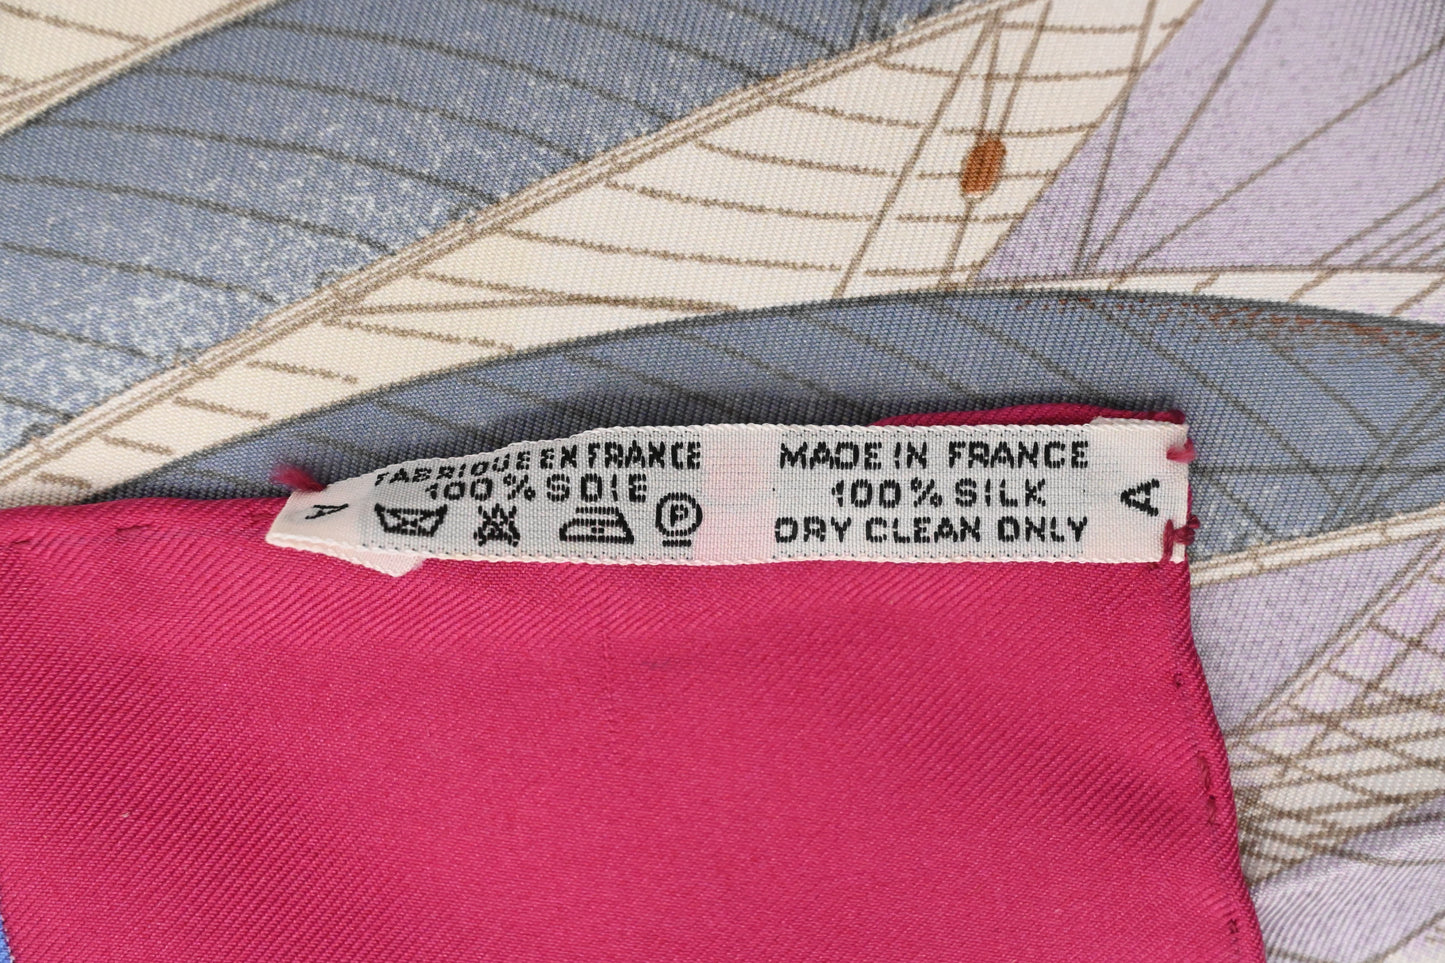 FABRIQUE EN FRANCE
100% SOIE
A
P
MADE IN FRANCE
100% SILK
DRY CLEAN ONLY
A